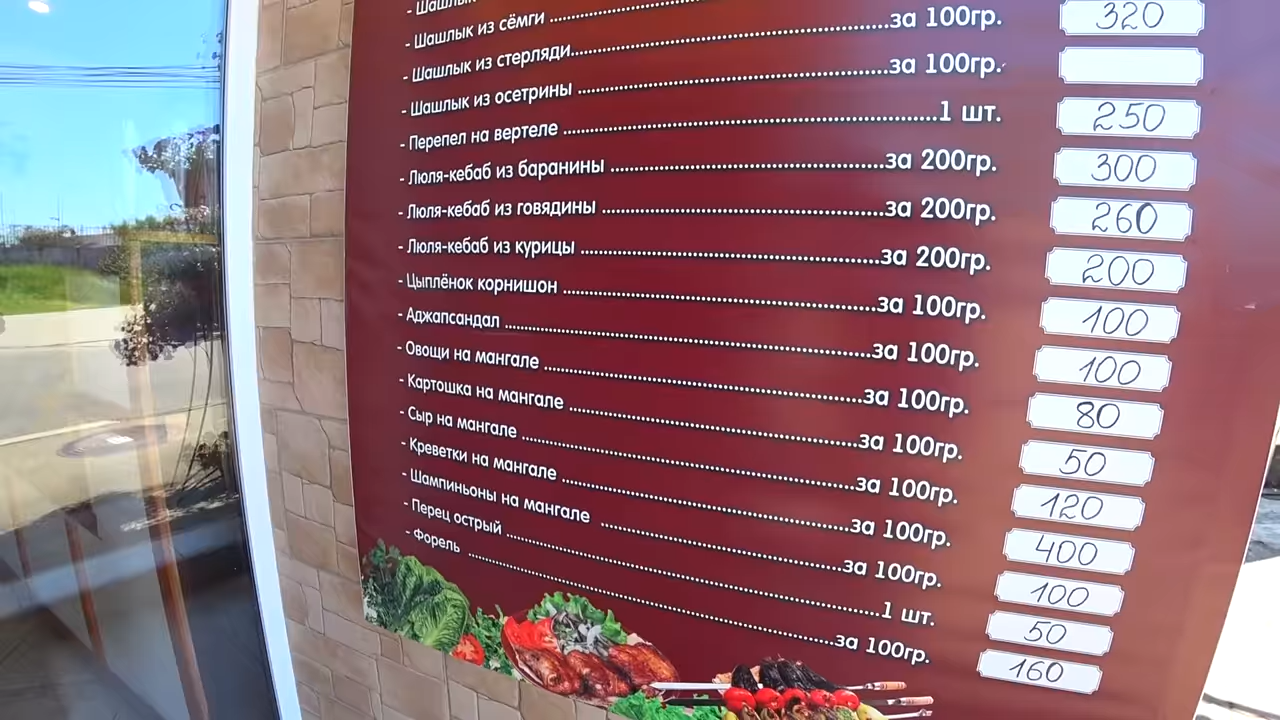 - Шашлык
- Шашлык из сёмги
- Шашлык из стерляди за 100гр. 320
- Шашлык из осетрины за 100гр.
- Перепел на вертеле 1 шт. 250
- Люля-кебаб из баранины за 200гр. 300
- Люля-кебаб из говядины за 200гр. 260
- Люля-кебаб из курицы за 200гр. 200
- Цыплёнок корнишон за 100гр. 100
- Аджапсандал за 100гр. 100
- Овощи на мангале за 100гр. 80
- Картошка на мангале за 100гр. 50
- Сыр на мангале за 100гр. 120
- Креветки на мангале за 100гр. 400
- Шампиньоны на мангале за 100гр. 100
- Перец острый 1 шт. 50
- Форель за 100гр. 160